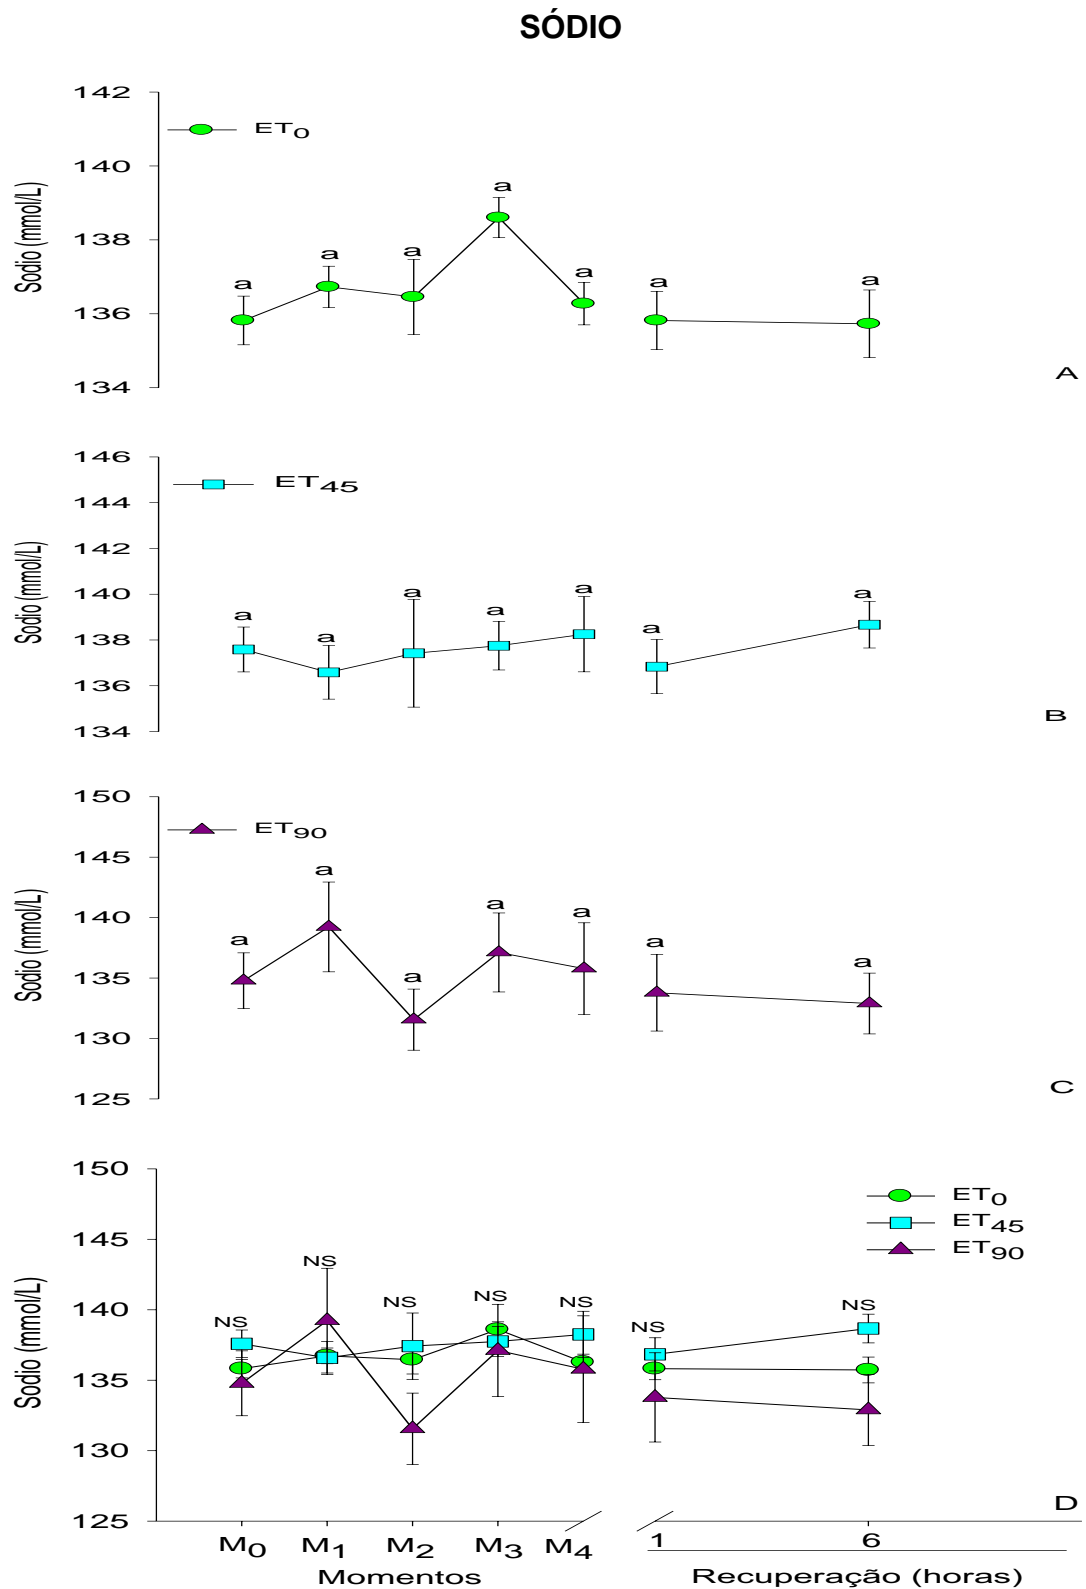 SÓDIO
142
140
138
136
134
Sodio (mmol/L)
ET0
a a a a a a a
A
146
144
142
140
138
136
134
Sodio (mmol/L)
ET45
a a a a a a a
B
150
145
140
135
130
125
Sodio (mmol/L)
ET90
a a a a a a a
C
150
145
140
135
130
125
Sodio (mmol/L)
ET0
ET45
ET90
NS NS NS NS NS NS NS
D
M0 M1 M2 M3 M4 1 6
Momentos Recuperação (horas)